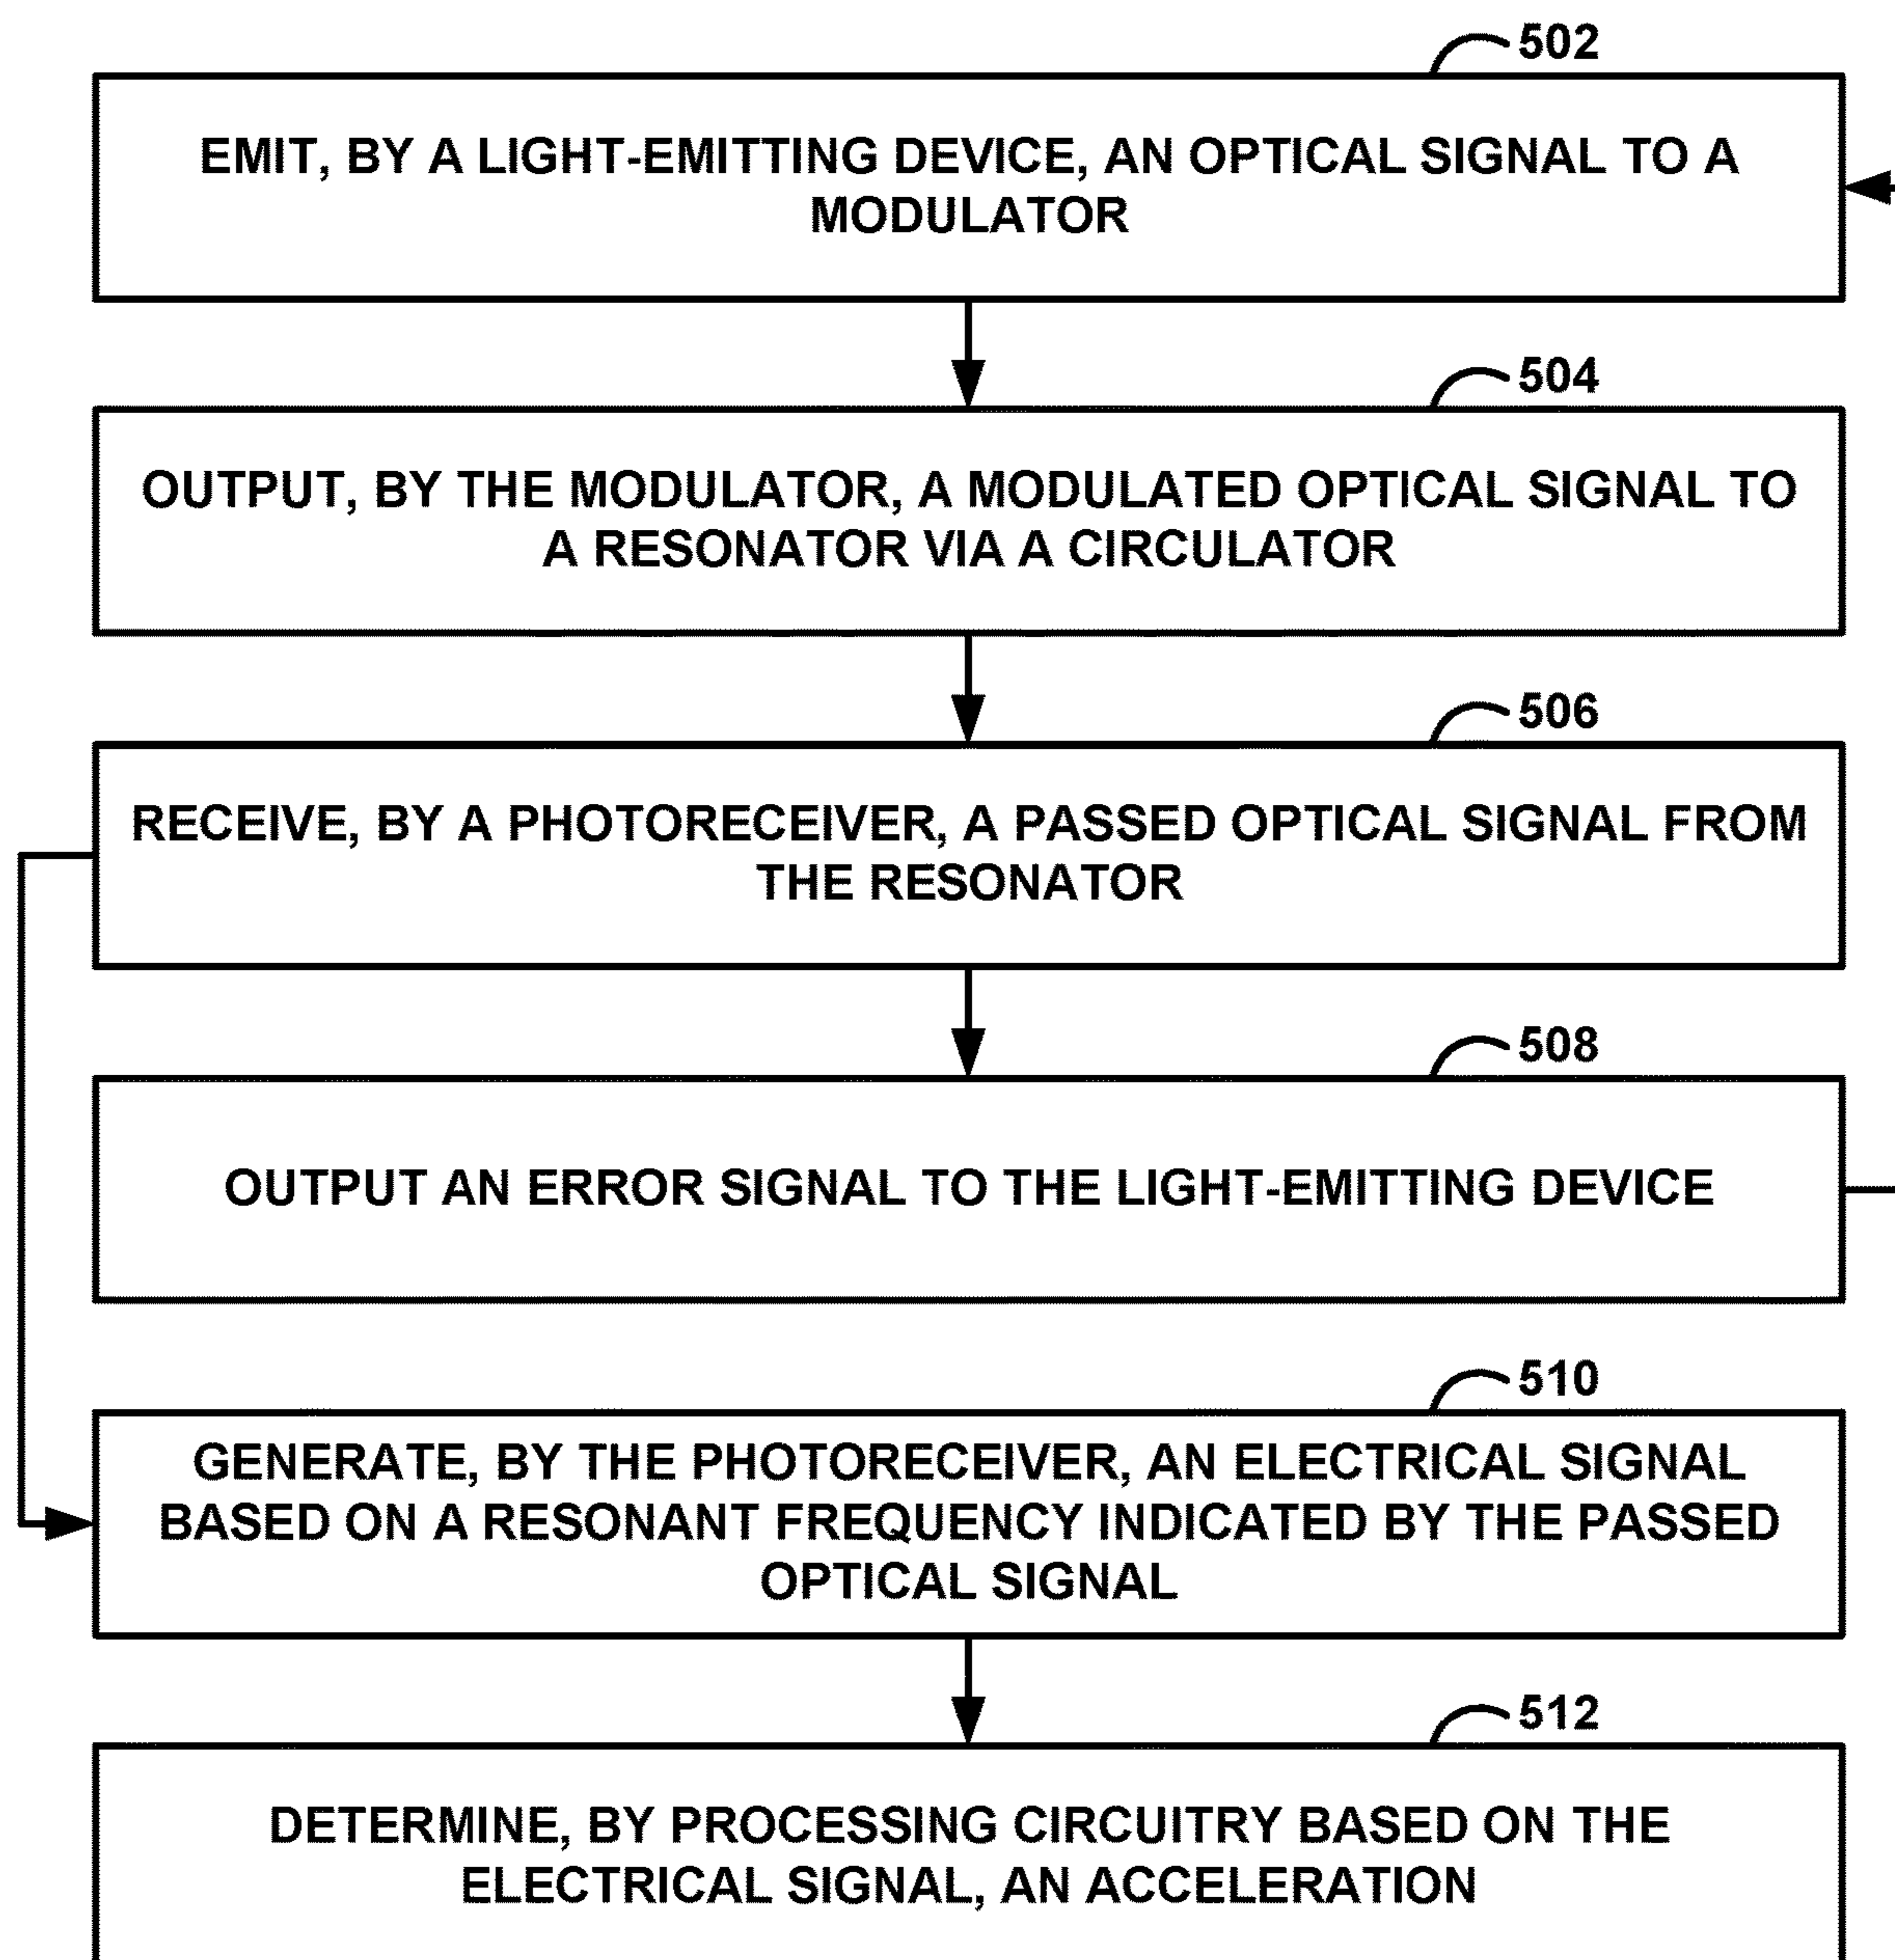 502
EMIT, BY A LIGHT-EMITTING DEVICE, AN OPTICAL SIGNAL TO A
MODULATOR
504
OUTPUT, BY THE MODULATOR, A MODULATED OPTICAL SIGNAL TO
A RESONATOR VIA A CIRCULATOR
506
RECEIVE, BY A PHOTORECEIVER, A PASSED OPTICAL SIGNAL FROM
THE RESONATOR
508
OUTPUT AN ERROR SIGNAL TO THE LIGHT-EMITTING DEVICE
510
GENERATE, BY THE PHOTORECEIVER, AN ELECTRICAL SIGNAL
BASED ON A RESONANT FREQUENCY INDICATED BY THE PASSED
OPTICAL SIGNAL
512
DETERMINE, BY PROCESSING CIRCUITRY BASED ON THE
ELECTRICAL SIGNAL, AN ACCELERATION